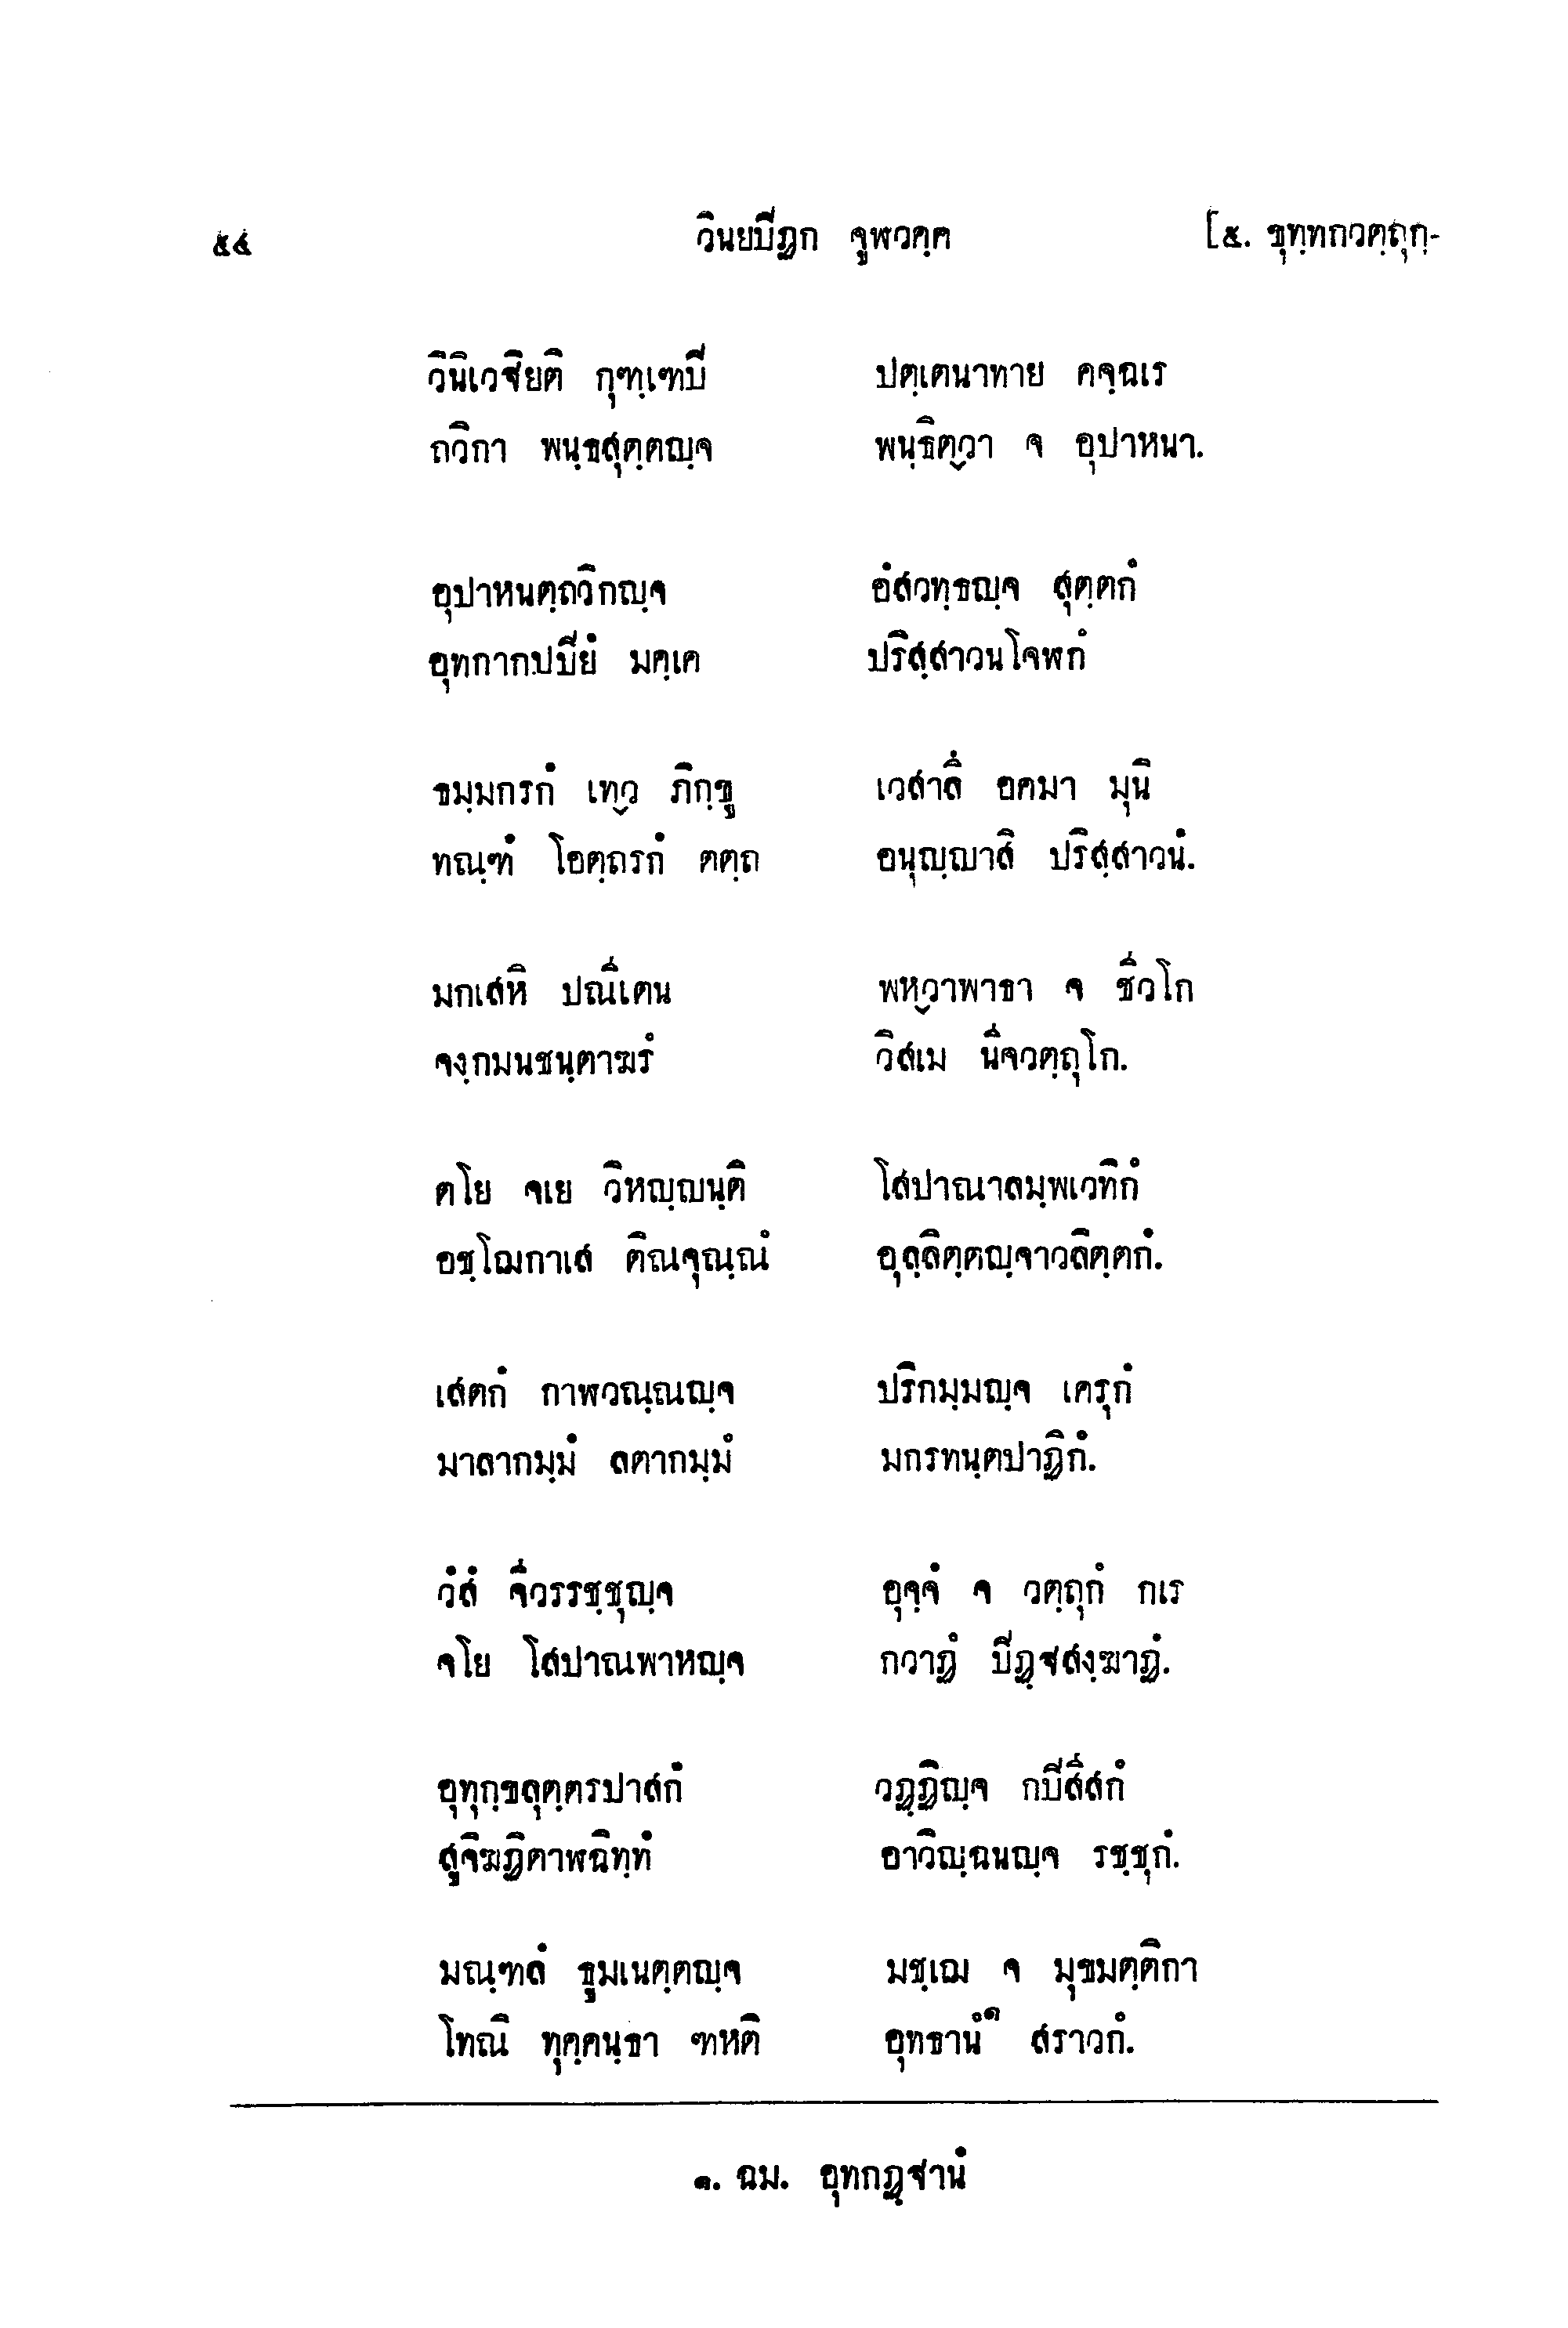 ๕๔ วินยปิฏก จูฬวคฺค [๕. ขุทฺทกวตฺถุกฺ-
วินิเวฐิยติ กุฑฺเฑปิ ปตฺเตนาทาย คจฺฉเร
ถวิกา พนฺธสุตฺตญฺจ พนฺธิตฺวา จ อุปาหนา.
อุปาหนตฺถวิกญฺจ อํสวทฺธญฺจ สุตฺตกํ
อุทกากปฺปิยํ มคฺเค ปริสฺสาวนโจฬกํ
ธมฺมกรกํ เทฺว ภิกฺขู เวสาลึ อคมา มุนิ
ทณฺฑํ โอตฺถรกํ ตตฺถ อนุญฺญาสิ ปริสฺสาวนํ.
มกเสหิ ปณีเตน พหฺวาพาธา จ ชีวโก
จงฺกมนชนฺตาฆรํ วิสเม นีจวตฺถุโก.
ตโย จเย วิหญฺญนฺติ โสปาณาลมฺพเวทิกํ
อชฺโฌกาเส ติณจุณฺณํ อุลฺลิตฺตญฺจาวลิตฺตกํ.
เสตกํ กาฬวณฺณญฺจ ปริกมฺมญฺจ เครุกํ
มาลากมฺมํ ลตากมฺมํ มกรทนฺตปาฏิกํ.
วํสํ จีวรรชฺชุญฺจ อุจฺจํ จ วตฺถุกํ กเร
จโย โสปาณพาหญฺจ กวาฏํ ปิฏฺฐสงฺฆาฏํ.
อุทุกฺขลุตฺตรปาสกํ วฏฺฏิญฺจ กปิสีสกํ
สูจิฆฏิตาฬฉิทฺทํ อาวิญฺฉนญฺจ รชฺชุกํ.
มณฺฑลํ ธูมเนตฺตญฺจ มชฺเฌ จ มุขมตฺติกา
โทณิ ทุคฺคนฺธา ฑหติ อุทธานํ๑ สราวกํ.
๑. ฉม. อุทกฏฺฐานํ